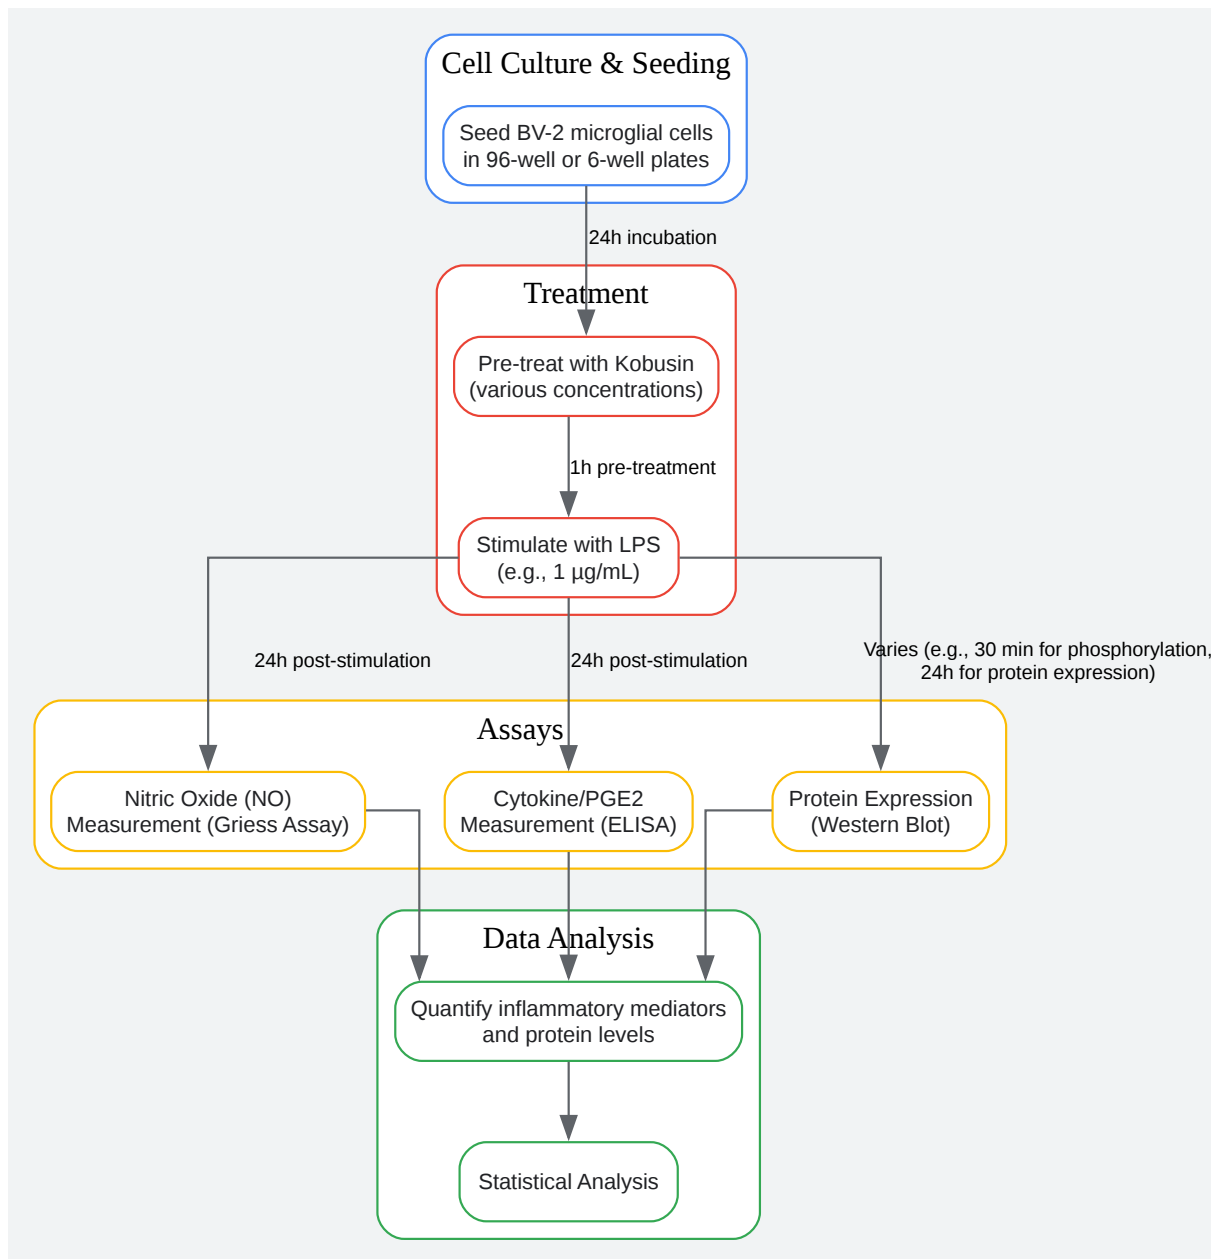 Cell Culture & Seeding
Seed BV-2 microglial cells
in 96-well or 6-well plates
24h incubation
Treatment
Pre-treat with Kobusin
(various concentrations)
1h pre-treatment
Stimulate with LPS
(e.g., 1 µg/mL)
24h post-stimulation
24h post-stimulation
Varies (e.g., 30 min for phosphorylation,
24h for protein expression)
Assays
Nitric Oxide (NO)
Measurement (Griess Assay)
Cytokine/PGE2
Measurement (ELISA)
Protein Expression
(Western Blot)
Data Analysis
Quantify inflammatory mediators
and protein levels
Statistical Analysis